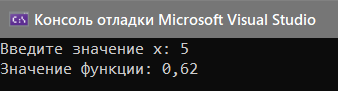 Консоль отладки Microsoft Visual Studio
Введите значение x: 5
Значение функции: 0,62